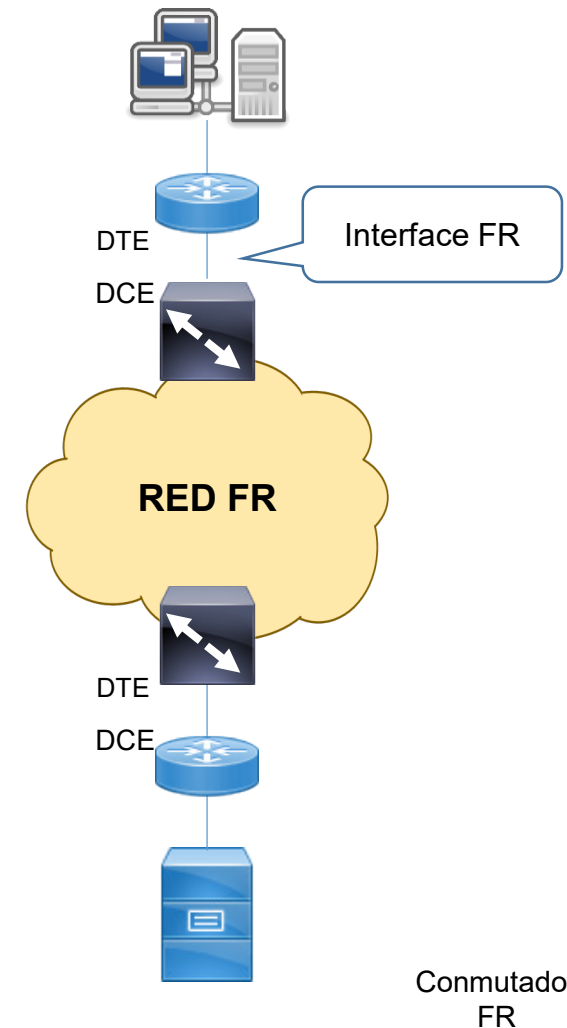 DTE
Interface FR
DCE
RED FR
DTE
DCE
Conmutado
FR